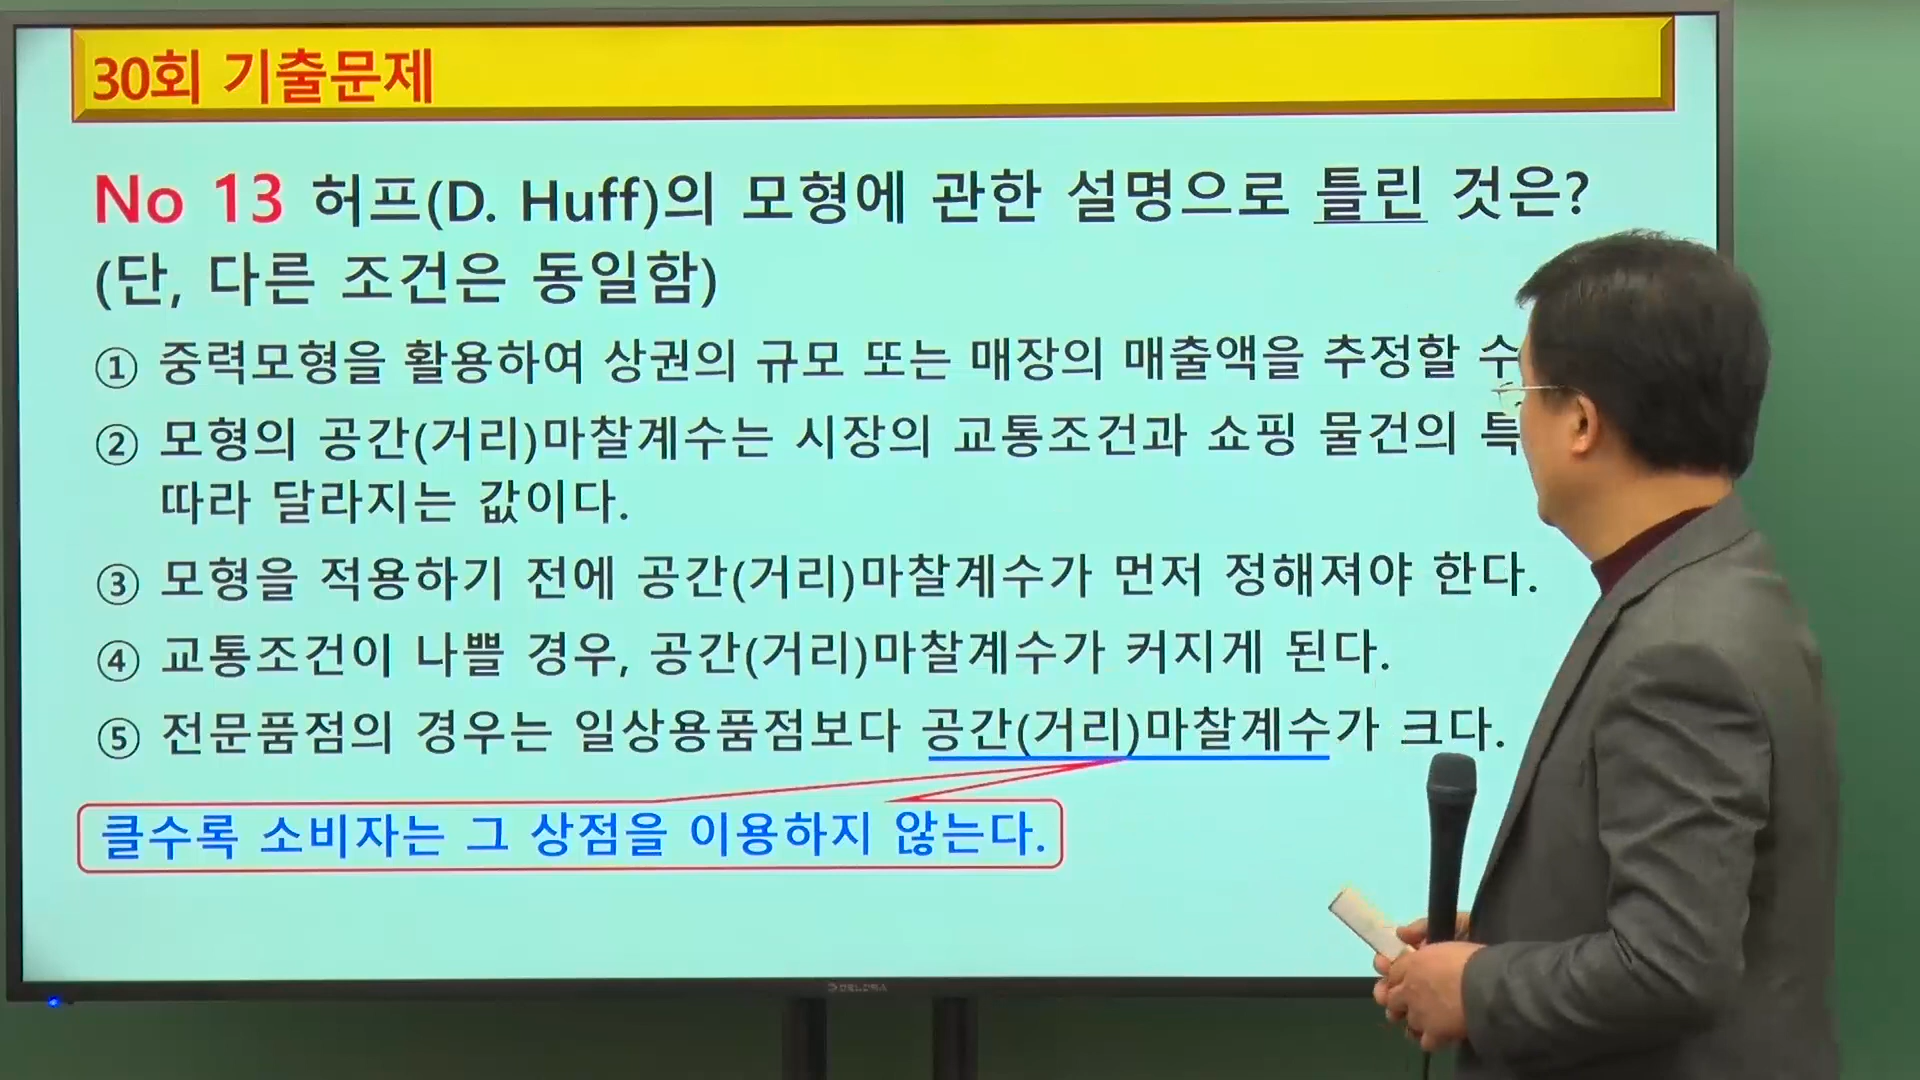 30회 기출문제
No 13 허프(D. Huff)의 모형에 관한 설명으로 틀린 것은?
(단, 다른 조건은 동일함)
① 중력모형을 활용하여 상권의 규모 또는 매장의 매출액을 추정할 수
② 모형의 공간(거리)마찰계수는 시장의 교통조건과 쇼핑 물건의 특
따라 달라지는 값이다.
③ 모형을 적용하기 전에 공간(거리)마찰계수가 먼저 정해져야 한다.
④ 교통조건이 나쁠 경우, 공간(거리)마찰계수가 커지게 된다.
⑤ 전문품점의 경우는 일상용품점보다 공간(거리)마찰계수가 크다.
클수록 소비자는 그 상점을 이용하지 않는다.